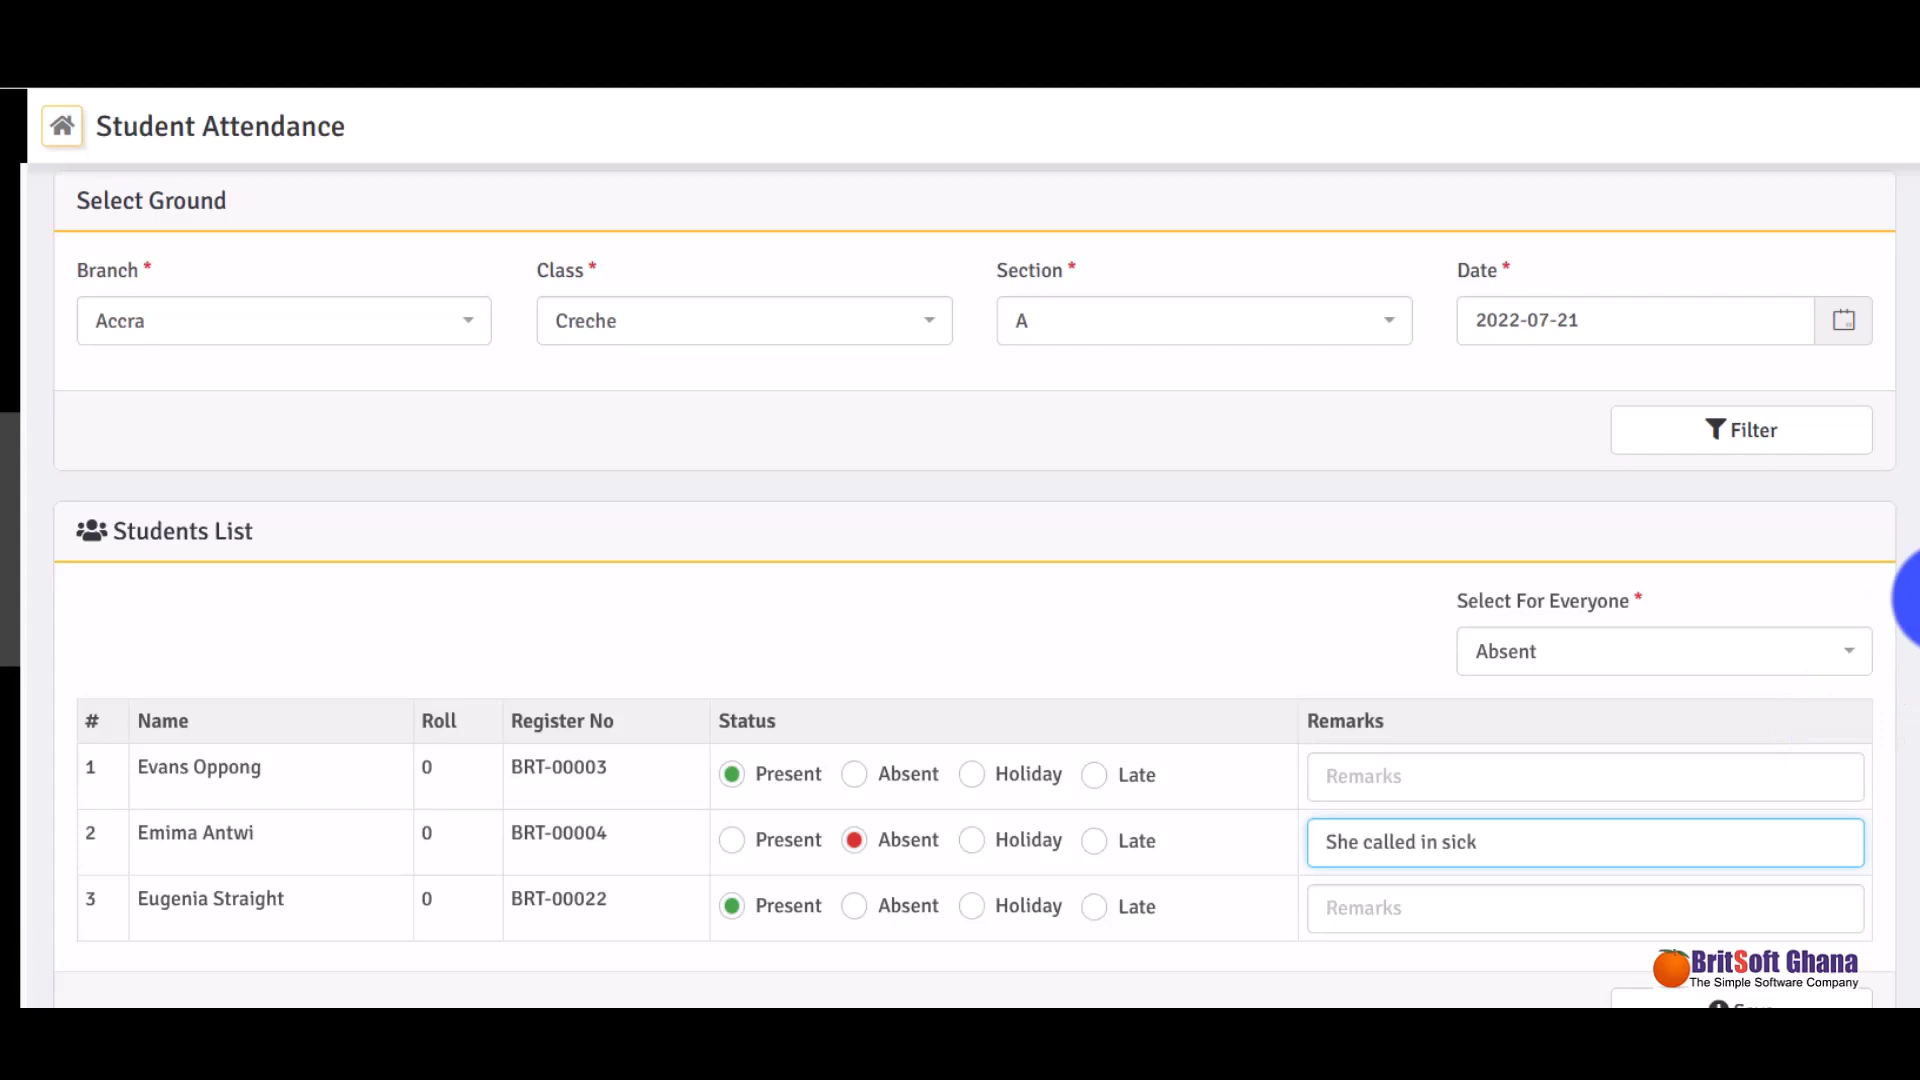 Student Attendance
Select Ground
Branch * Class * Section * Date *
Accra Creche A 2022-07-21
Filter
Students List
Select For Everyone *
Absent
# Name Roll Register No Status Remarks
1 Evans Oppong 0 BRT-00003 Present Absent Holiday Late Remarks
2 Emima Antwi 0 BRT-00004 Present Absent Holiday Late She called in sick
3 Eugenia Straight 0 BRT-00022 Present Absent Holiday Late Remarks
BritSoft Ghana
The Simple Software Company